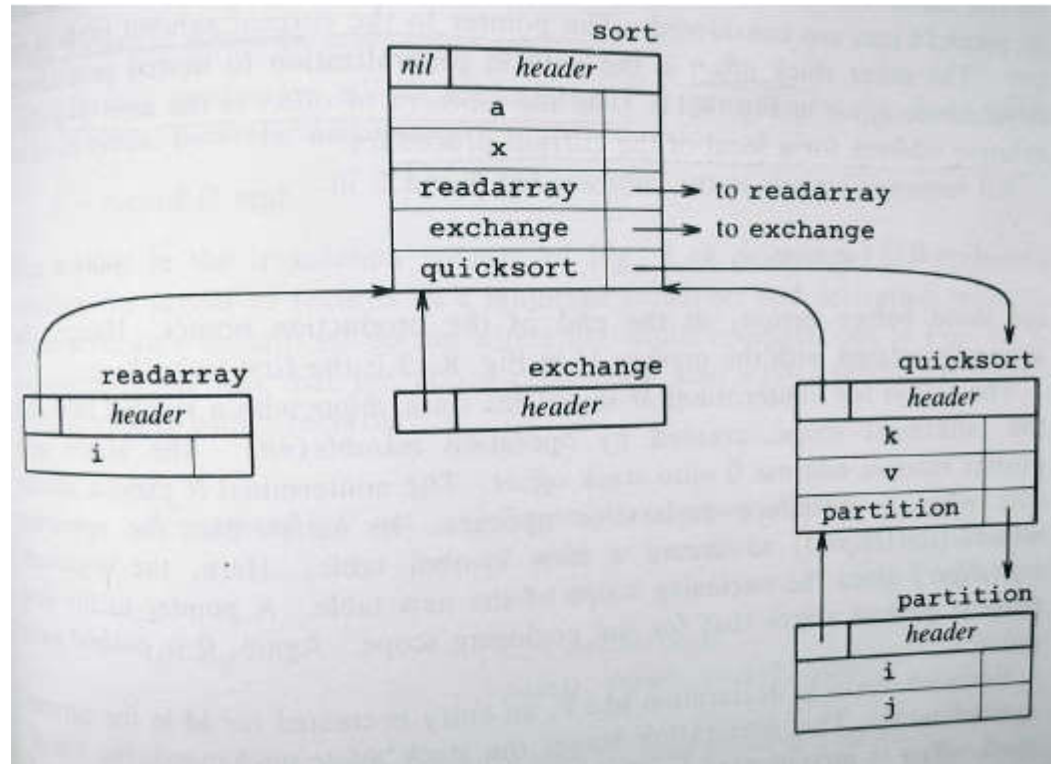 sort
nil header
a
x
readarray to readarray
exchange to exchange
quicksort
readarray
header
i
exchange
header
quicksort
header
k
v
partition
partition
header
i
j